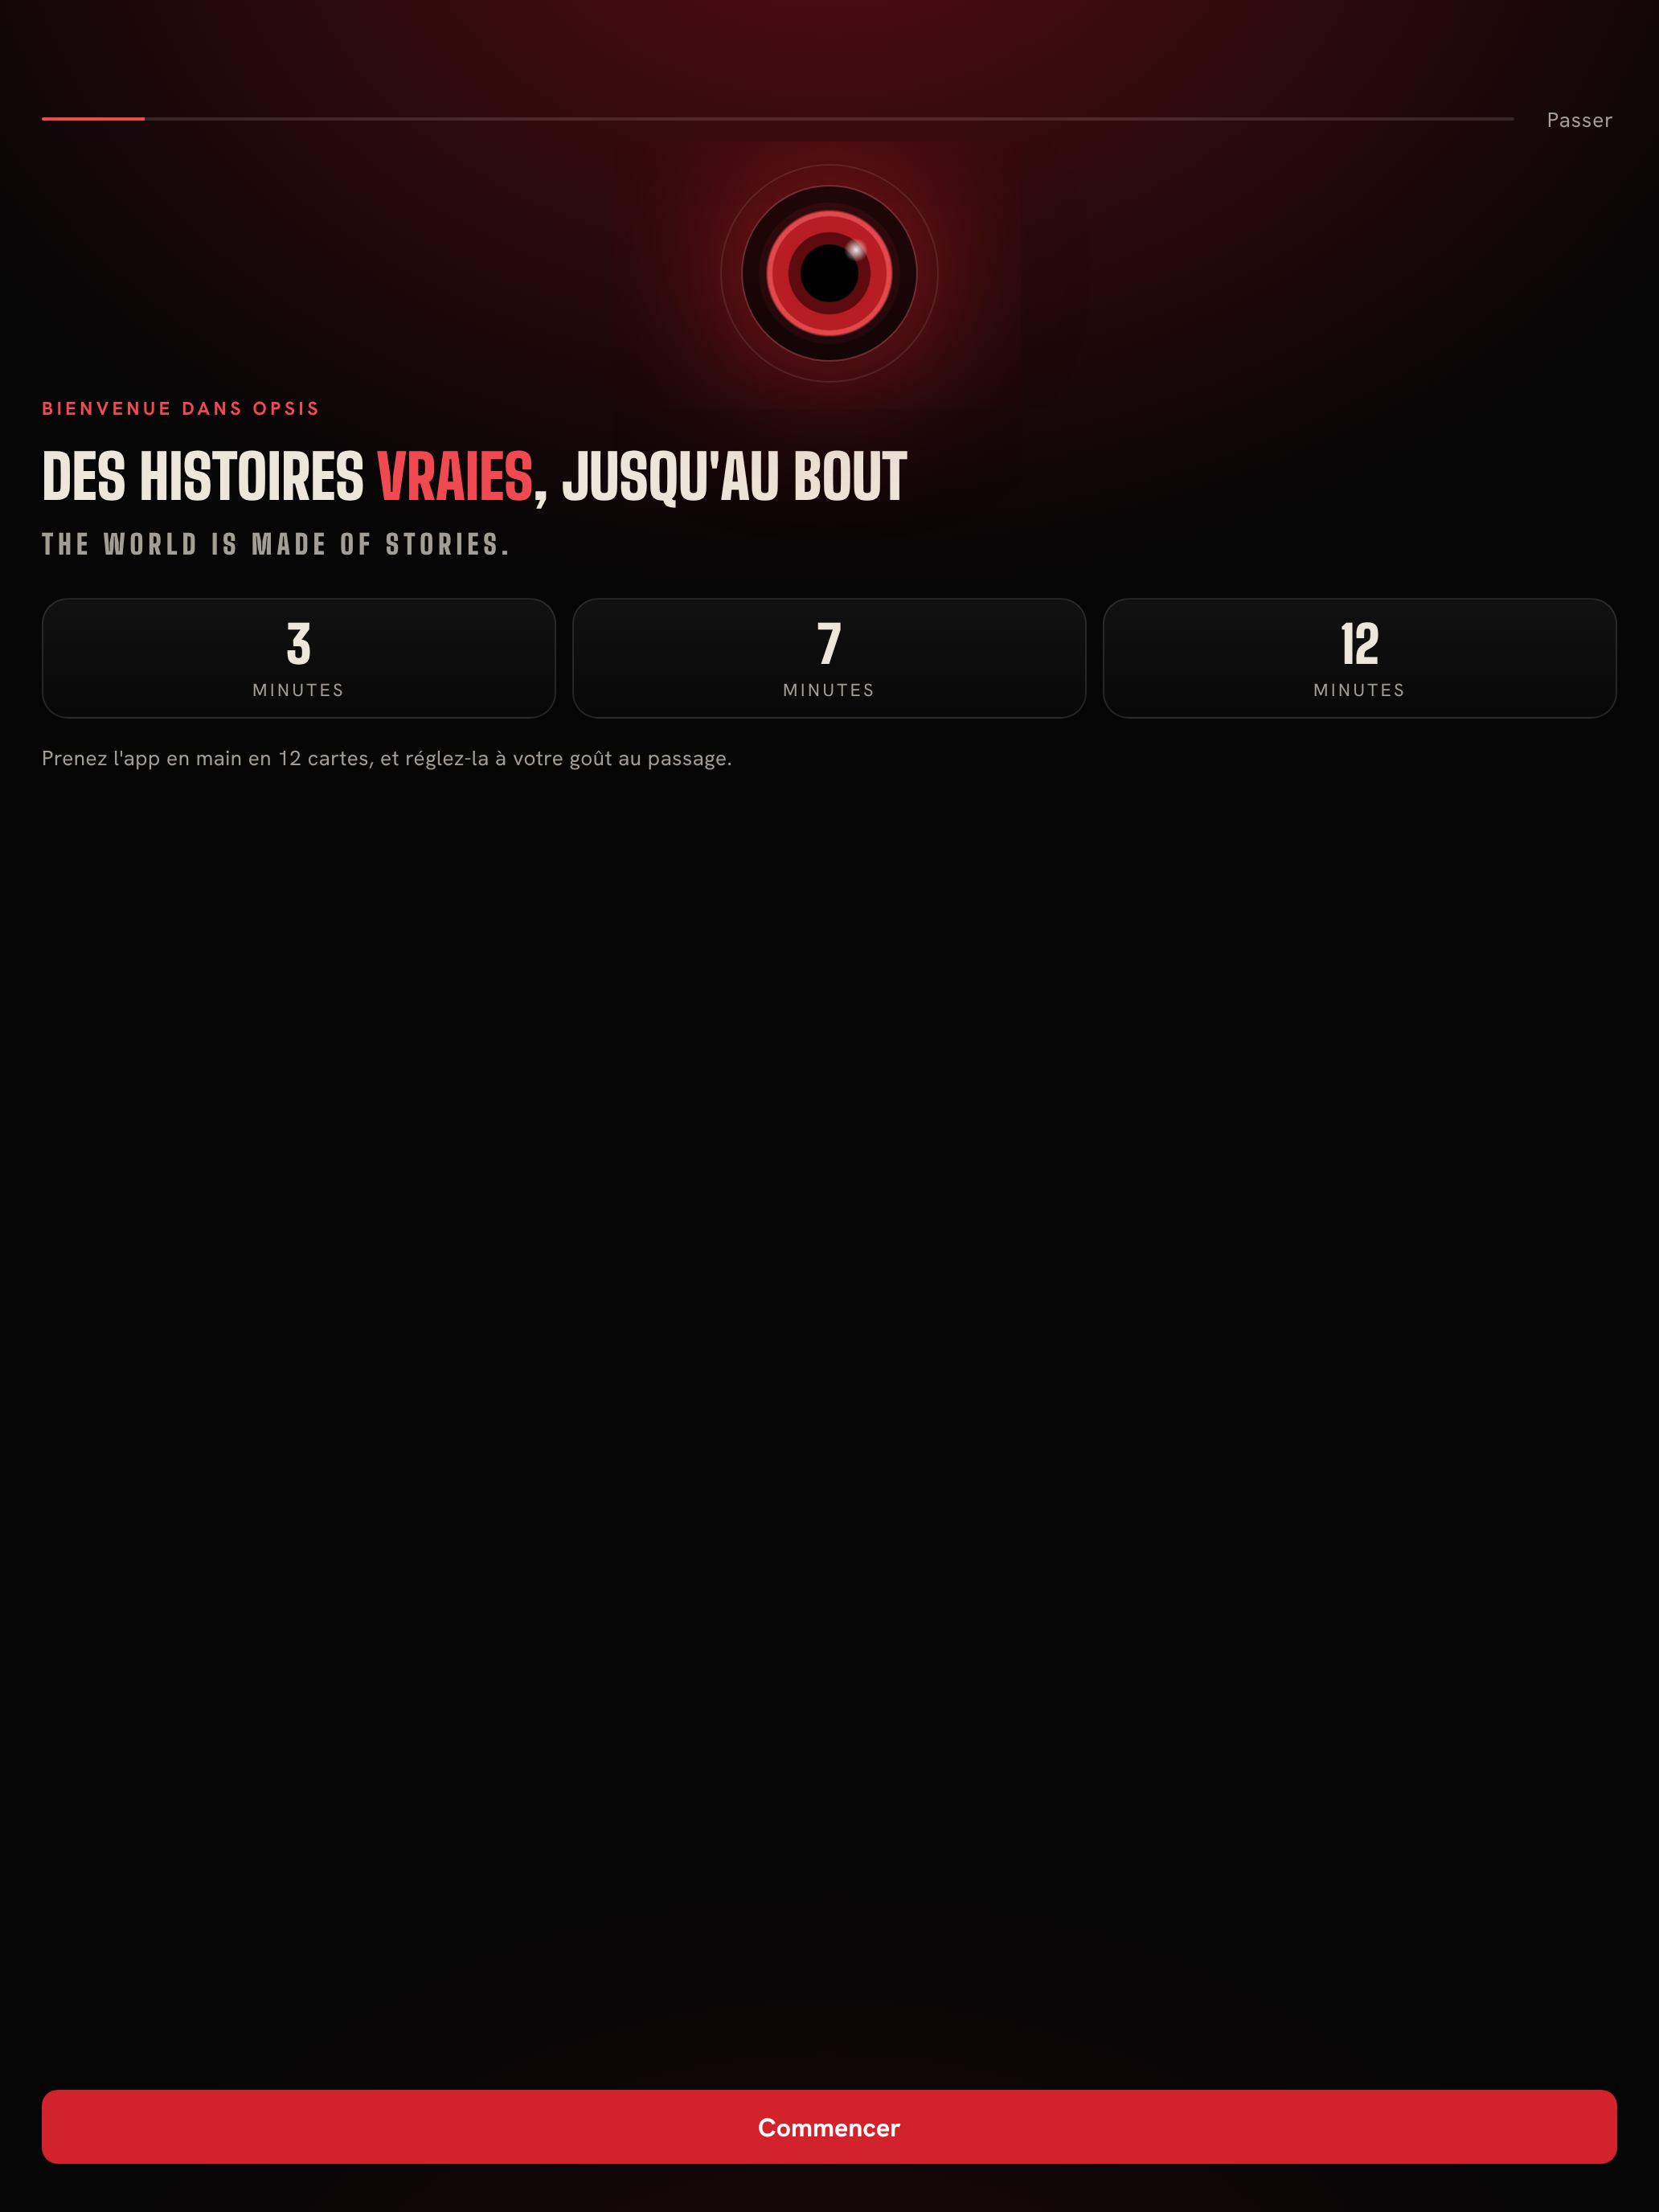 Passer
BIENVENUE DANS OPSIS
DES HISTOIRES VRAIES, JUSQU'AU BOUT
THE WORLD IS MADE OF STORIES.
3
MINUTES
7
MINUTES
12
MINUTES
Prenez l'app en main en 12 cartes, et réglez-la à votre goût au passage.
Commencer